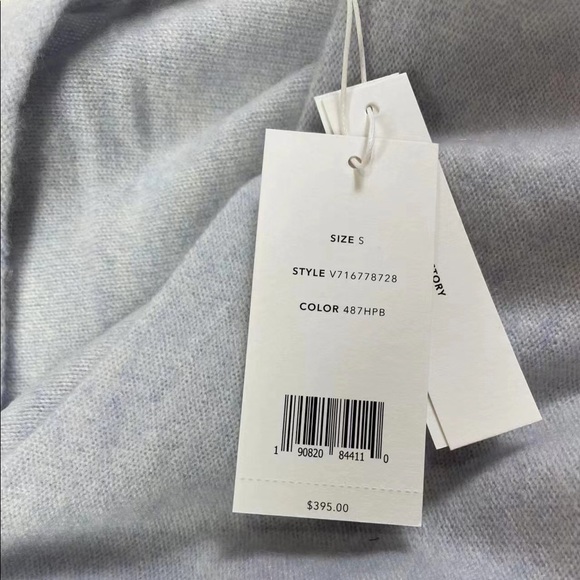 SIZE S
STYLE V716778728
COLOR 487HPB
1 90820 84411 0
$395.00